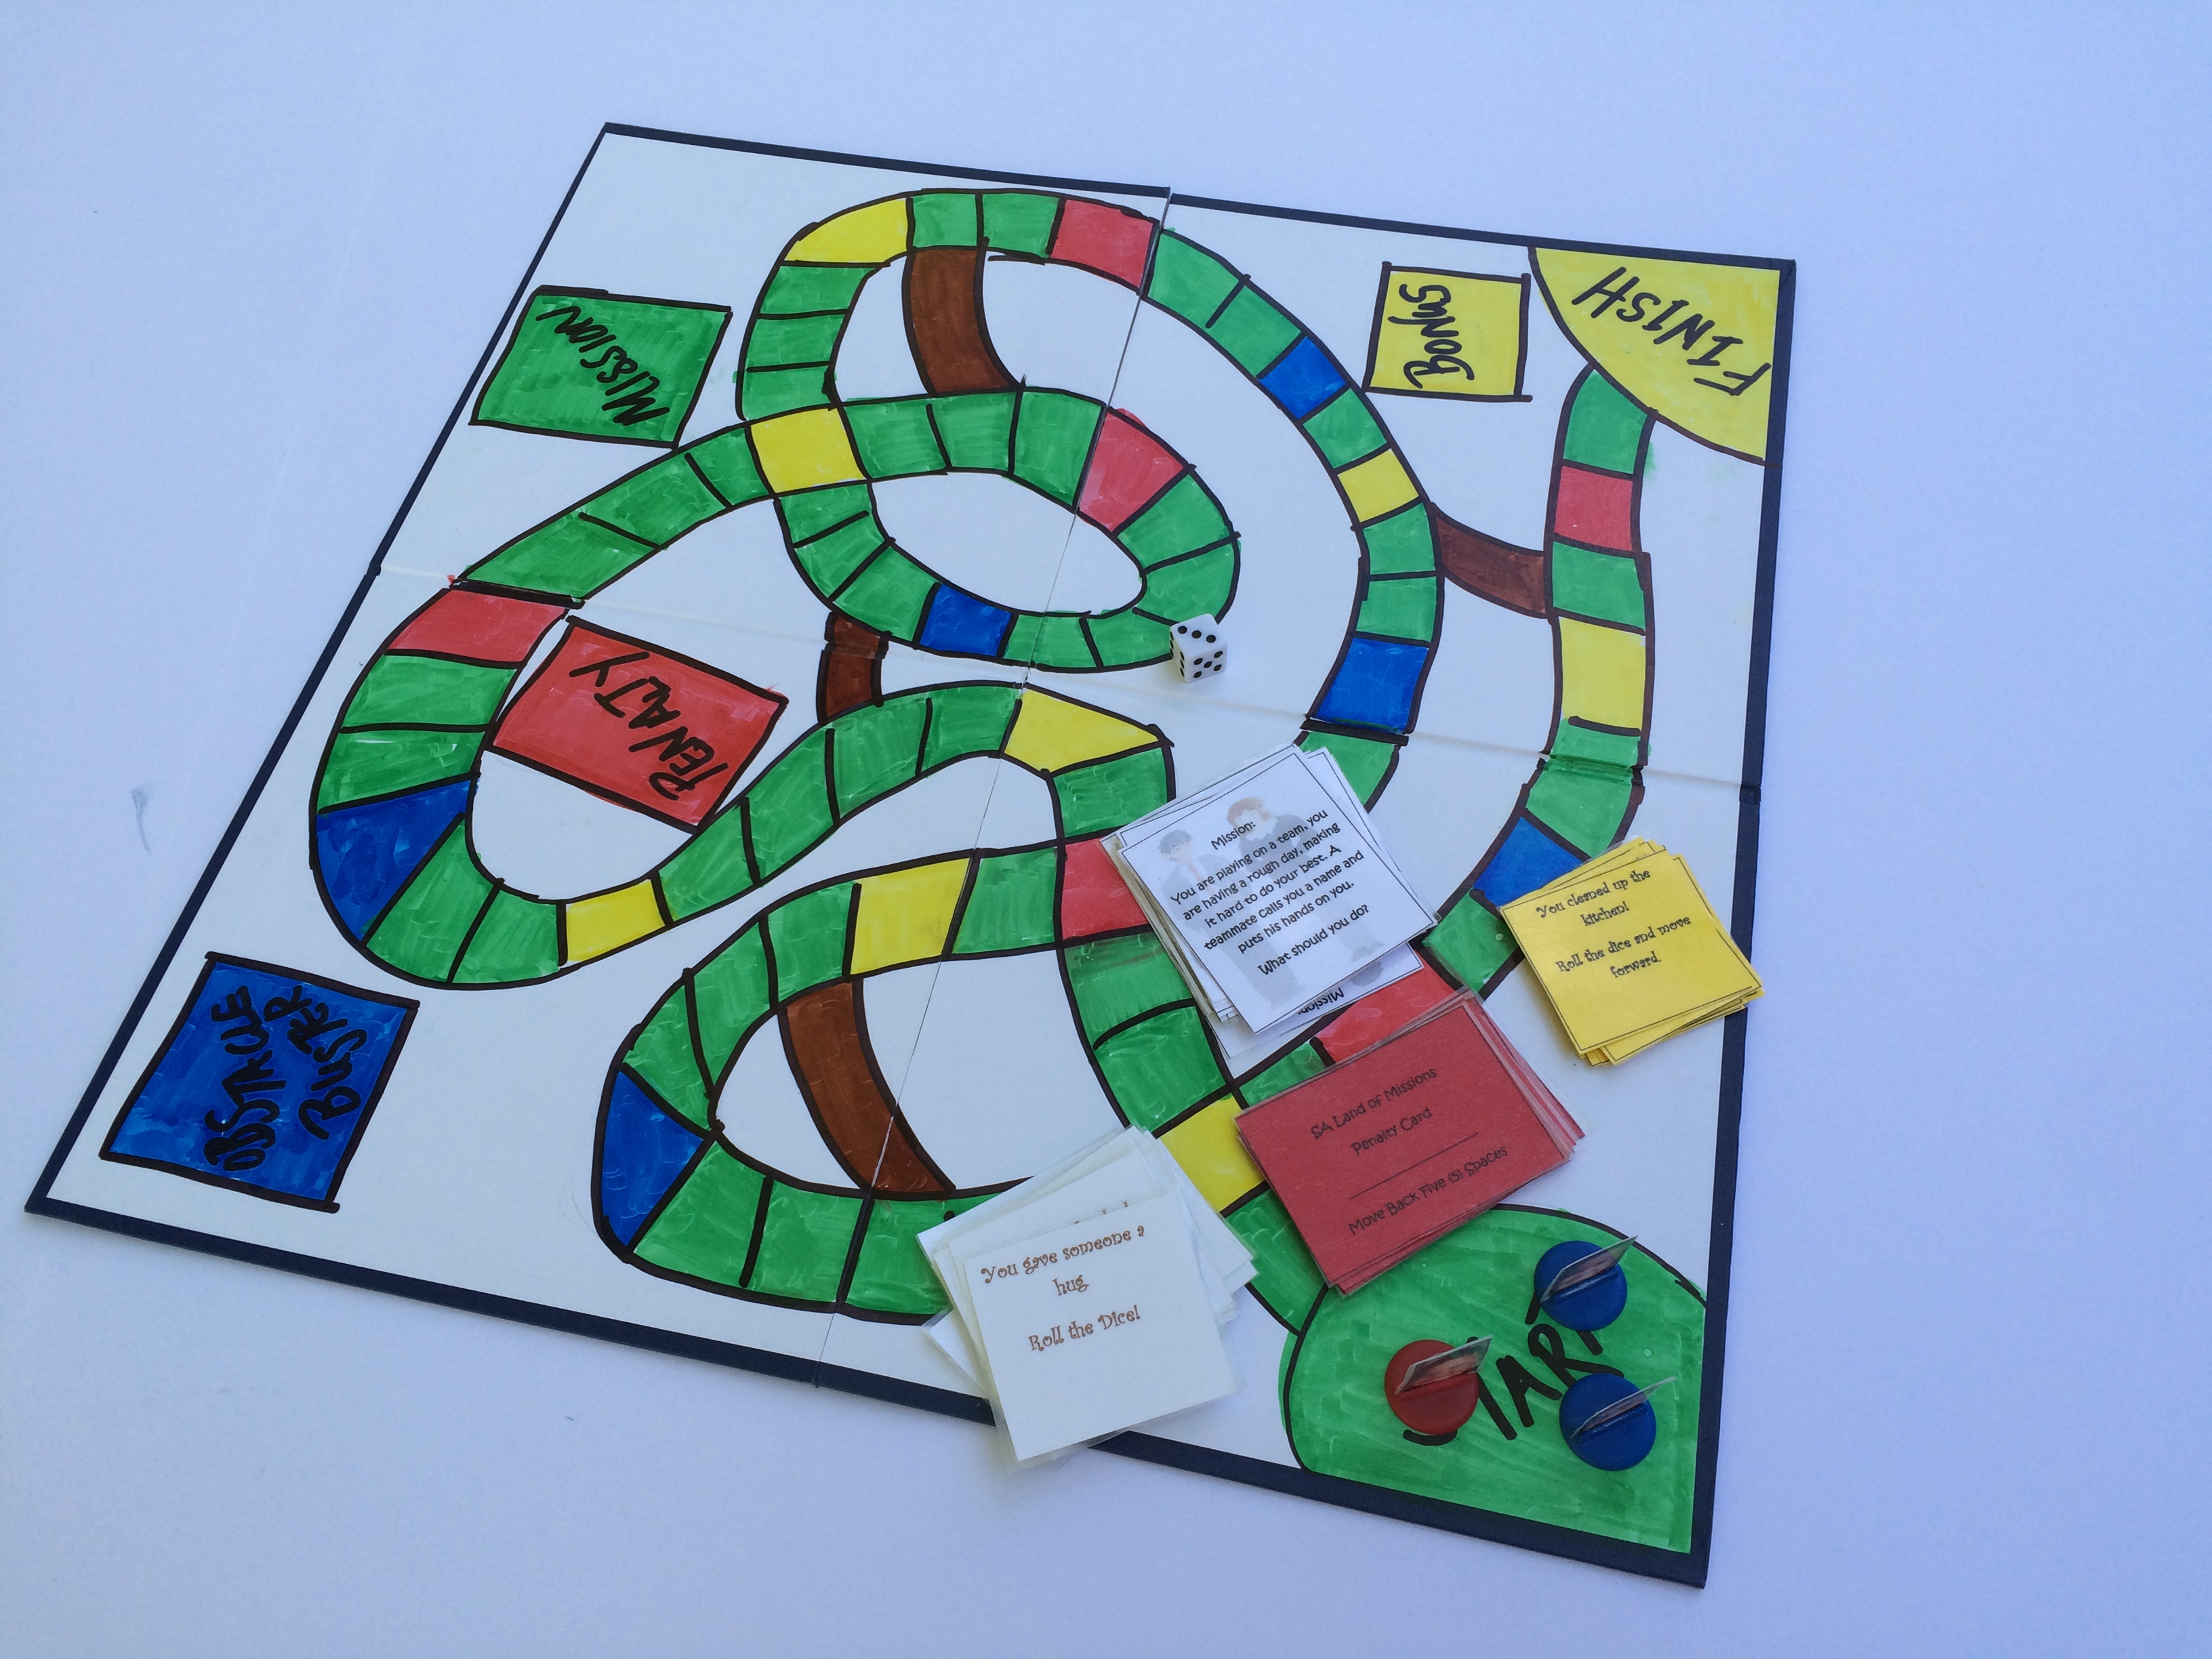 FINISH
Bonus
Mission
PENALTY
OBSTACLE
BUSTER
Mission:
You are playing on a team, you
are having a rough day, making
it hard to do your best. A
teammate calls you a name and
puts his hands on you.
What should you do?
Mission:
You cleaned up the
kitchen!
Roll the dice and move
forward.
SA Land of Missions
Penalty Card
Move Back Five (5) Spaces
You gave someone a
hug
Roll the Dice!
START